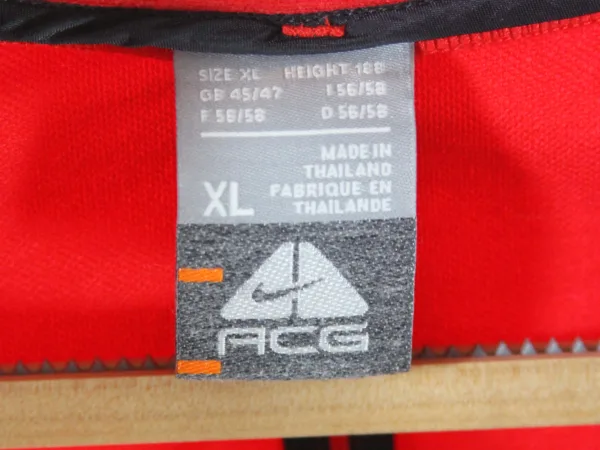 SIZE XL HEIGHT 188
GB 45/47 I 56/58
F 56/58 D 56/58
XL
MADE IN
THAILAND
FABRIQUE EN
THAILANDE
ACG